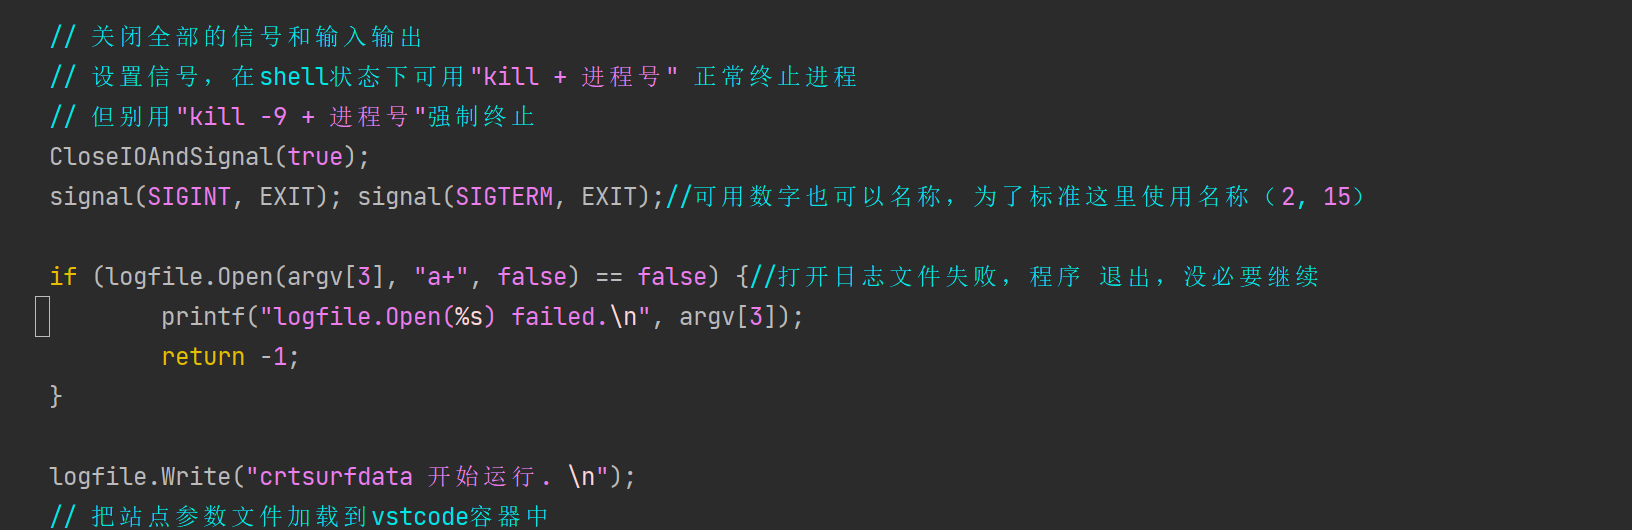 // 关闭全部的信号和输入输出
// 设置信号，在shell状态下可用"kill + 进程号" 正常终止进程
// 但别用"kill -9 + 进程号"强制终止
CloseIOAndSignal(true);
signal(SIGINT, EXIT); signal(SIGTERM, EXIT);//可用数字也可以名称，为了标准这里使用名称（2, 15）
if (logfile.Open(argv[3], "a+", false) == false) {//打开日志文件失败，程序 退出，没必要继续
printf("logfile.Open(%s) failed.\n", argv[3]);
return -1;
}
logfile.Write("crtsurfdata 开始运行. \n");
// 把站点参数文件加载到vstcode容器中